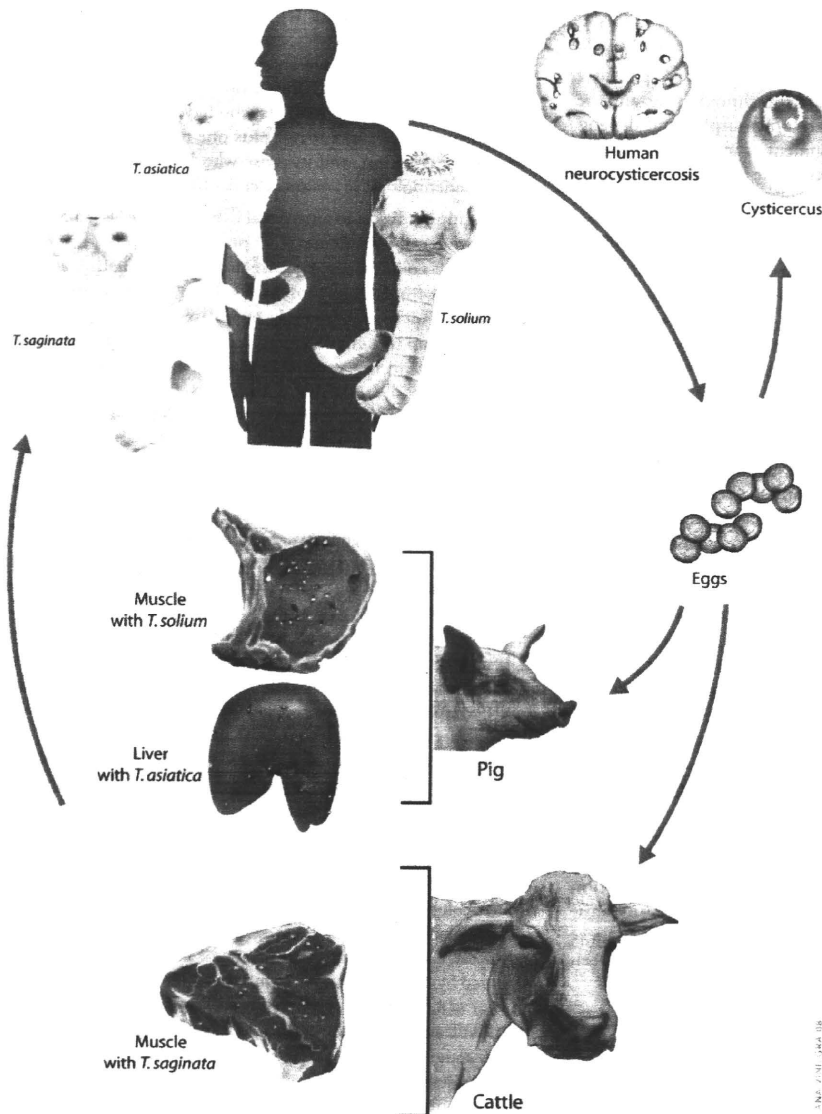 T. asiatica
Human
neurocysticercosis
Cysticercus
T. saginata
T. solium
Eggs
Muscle
with T. solium
Liver
with T. asiatica
Pig
Muscle
with T. saginata
Cattle